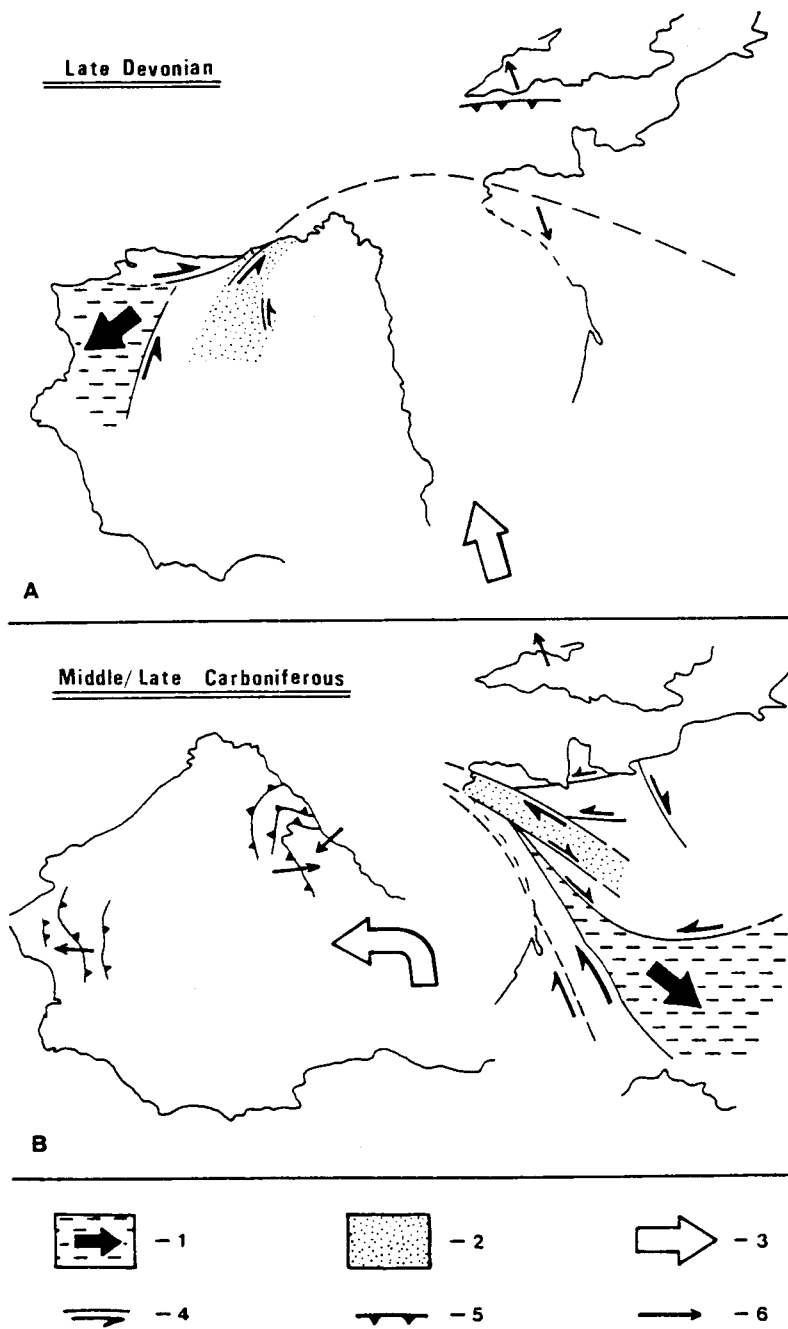 Late Devonian
A
Middle/Late Carboniferous
B
- 1
- 2
- 3
- 4
- 5
- 6